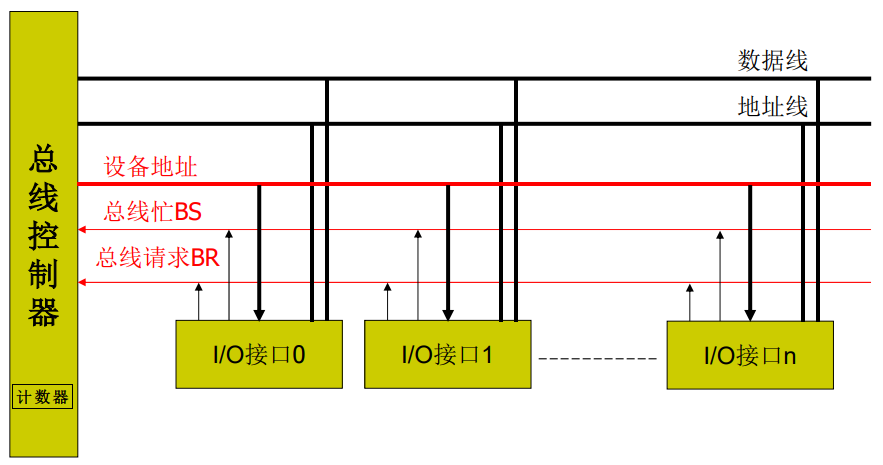 数据线
地址线
总线控制器
设备地址
总线忙BS
总线请求BR
I/O接口0
I/O接口1
I/O接口n
计数器